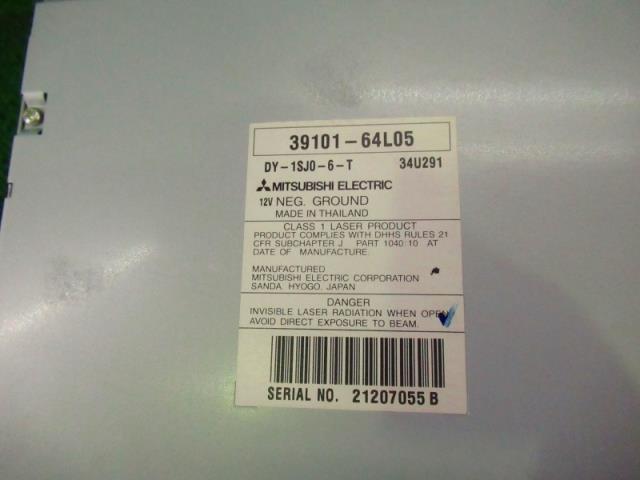 39101-64L05
DY-1SJ0-6-T 34U291
MITSUBISHI ELECTRIC
12V NEG. GROUND
MADE IN THAILAND
CLASS 1 LASER PRODUCT
PRODUCT COMPLIES WITH DHHS RULES 21
CFR SUBCHAPTER J PART 1040.10 AT
DATE OF MANUFACTURE.
MANUFACTURED
MITSUBISHI ELECTRIC CORPORATION
SANDA, HYOGO, JAPAN
DANGER
INVISIBLE LASER RADIATION WHEN OPEN
AVOID DIRECT EXPOSURE TO BEAM.
SERIAL NO. 21207055 B